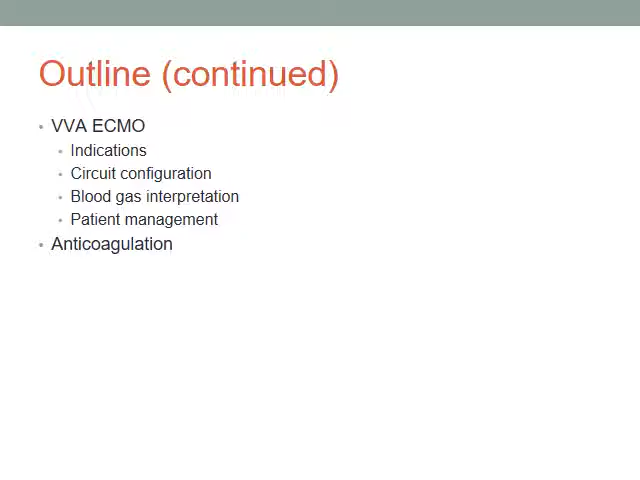 Outline (continued)
• VVA ECMO
• Indications
• Circuit configuration
• Blood gas interpretation
• Patient management
• Anticoagulation